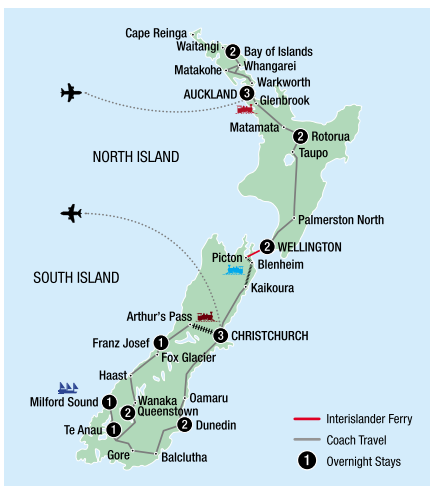 Cape Reinga
Waitangi
2 Bay of Islands
Whangarei
Matakohe
Warkworth
AUCKLAND 3
Glenbrook
Matamata
2 Rotorua
Taupo
NORTH ISLAND
Palmerston North
2 WELLINGTON
Picton
Blenheim
SOUTH ISLAND
Kaikoura
Arthur's Pass
3 CHRISTCHURCH
Franz Josef 1
Fox Glacier
Haast
Milford Sound 1
Wanaka
Oamaru
2 Queenstown
Te Anau 1
2 Dunedin
Gore
Balclutha
Interislander Ferry
Coach Travel
1 Overnight Stays